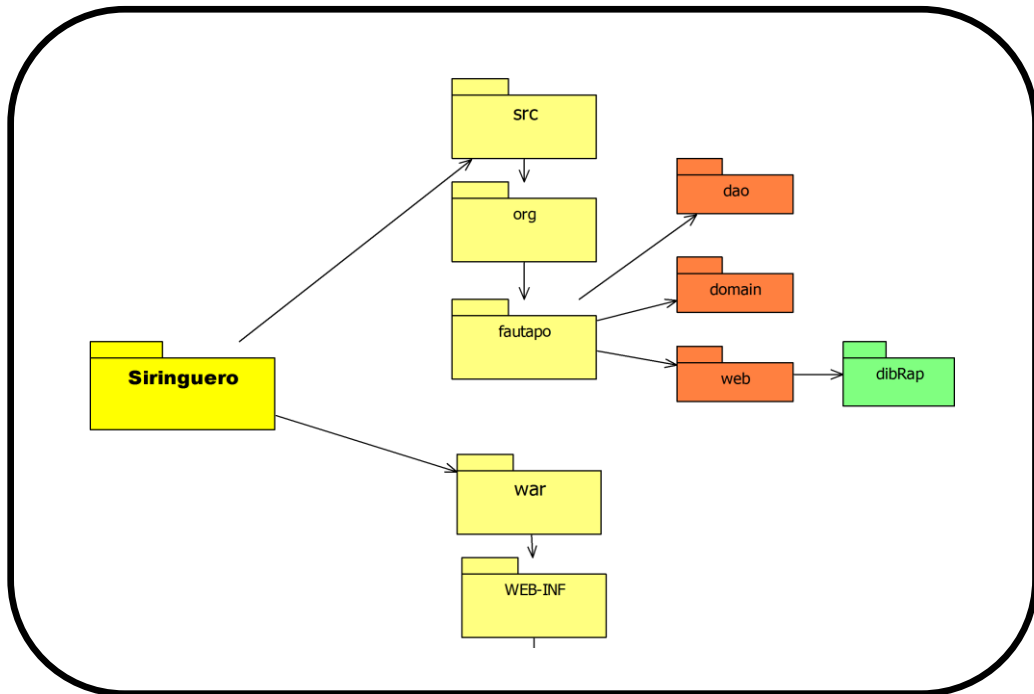 src
org
dao
domain
fautapo
web
dibRap
Siringuero
war
WEB-INF